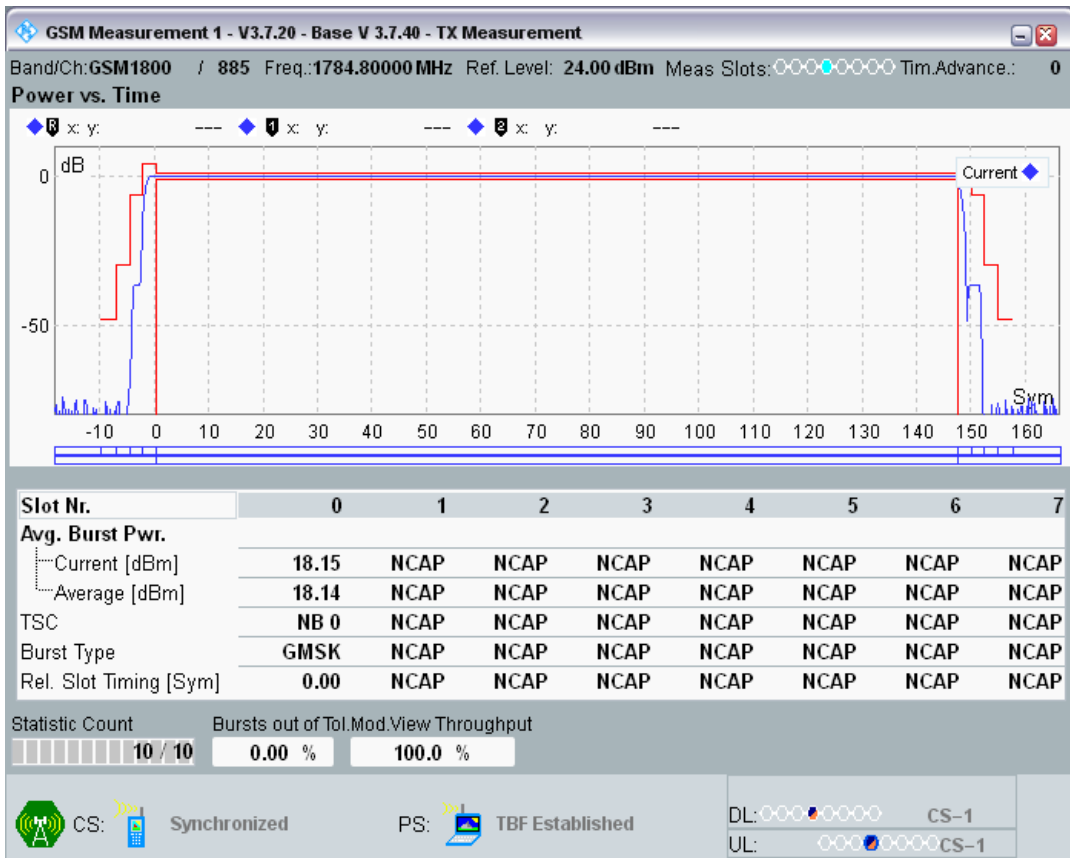 GSM Measurement 1 - V3.7.20 - Base V 3.7.40 - TX Measurement
Band/Ch:GSM1800 / 885 Freq.:1784.80000 MHz Ref. Level: 24.00 dBm Meas Slots: Tim.Advance.: 0
Power vs. Time
R x: y: --- 1 x: y: --- 2 x: y: ---
dB
Current
0
-50
Sym
-10 0 10 20 30 40 50 60 70 80 90 100 110 120 130 140 150 160
Slot Nr. 0 1 2 3 4 5 6 7
Avg. Burst Pwr.
Current [dBm] 18.15 NCAP NCAP NCAP NCAP NCAP NCAP NCAP
Average [dBm] 18.14 NCAP NCAP NCAP NCAP NCAP NCAP NCAP
TSC NB 0 NCAP NCAP NCAP NCAP NCAP NCAP NCAP
Burst Type GMSK NCAP NCAP NCAP NCAP NCAP NCAP NCAP
Rel. Slot Timing [Sym] 0.00 NCAP NCAP NCAP NCAP NCAP NCAP NCAP
Statistic Count Bursts out of Tol.Mod.View Throughput
10 / 10 0.00 % 100.0 %
CS: Synchronized PS: TBF Established
DL: CS-1
UL: CS-1